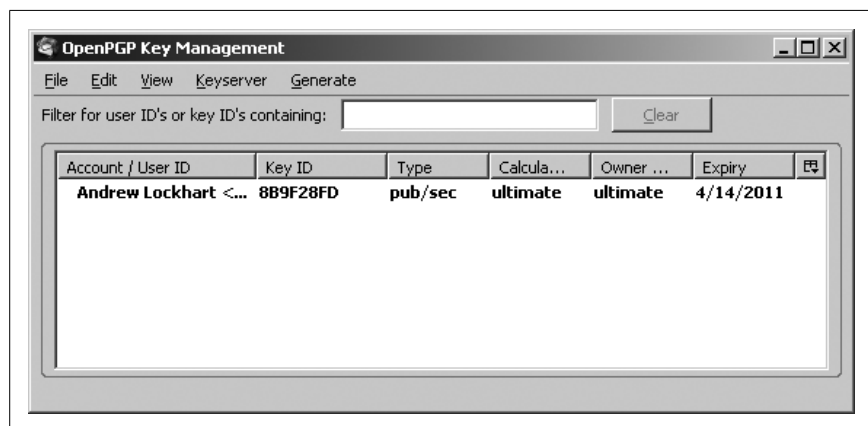 OpenPGP Key Management
File Edit View Keyserver Generate
Filter for user ID's or key ID's containing: Clear
Account / User ID Key ID Type Calcula... Owner ... Expiry
Andrew Lockhart <... 8B9F28FD pub/sec ultimate ultimate 4/14/2011